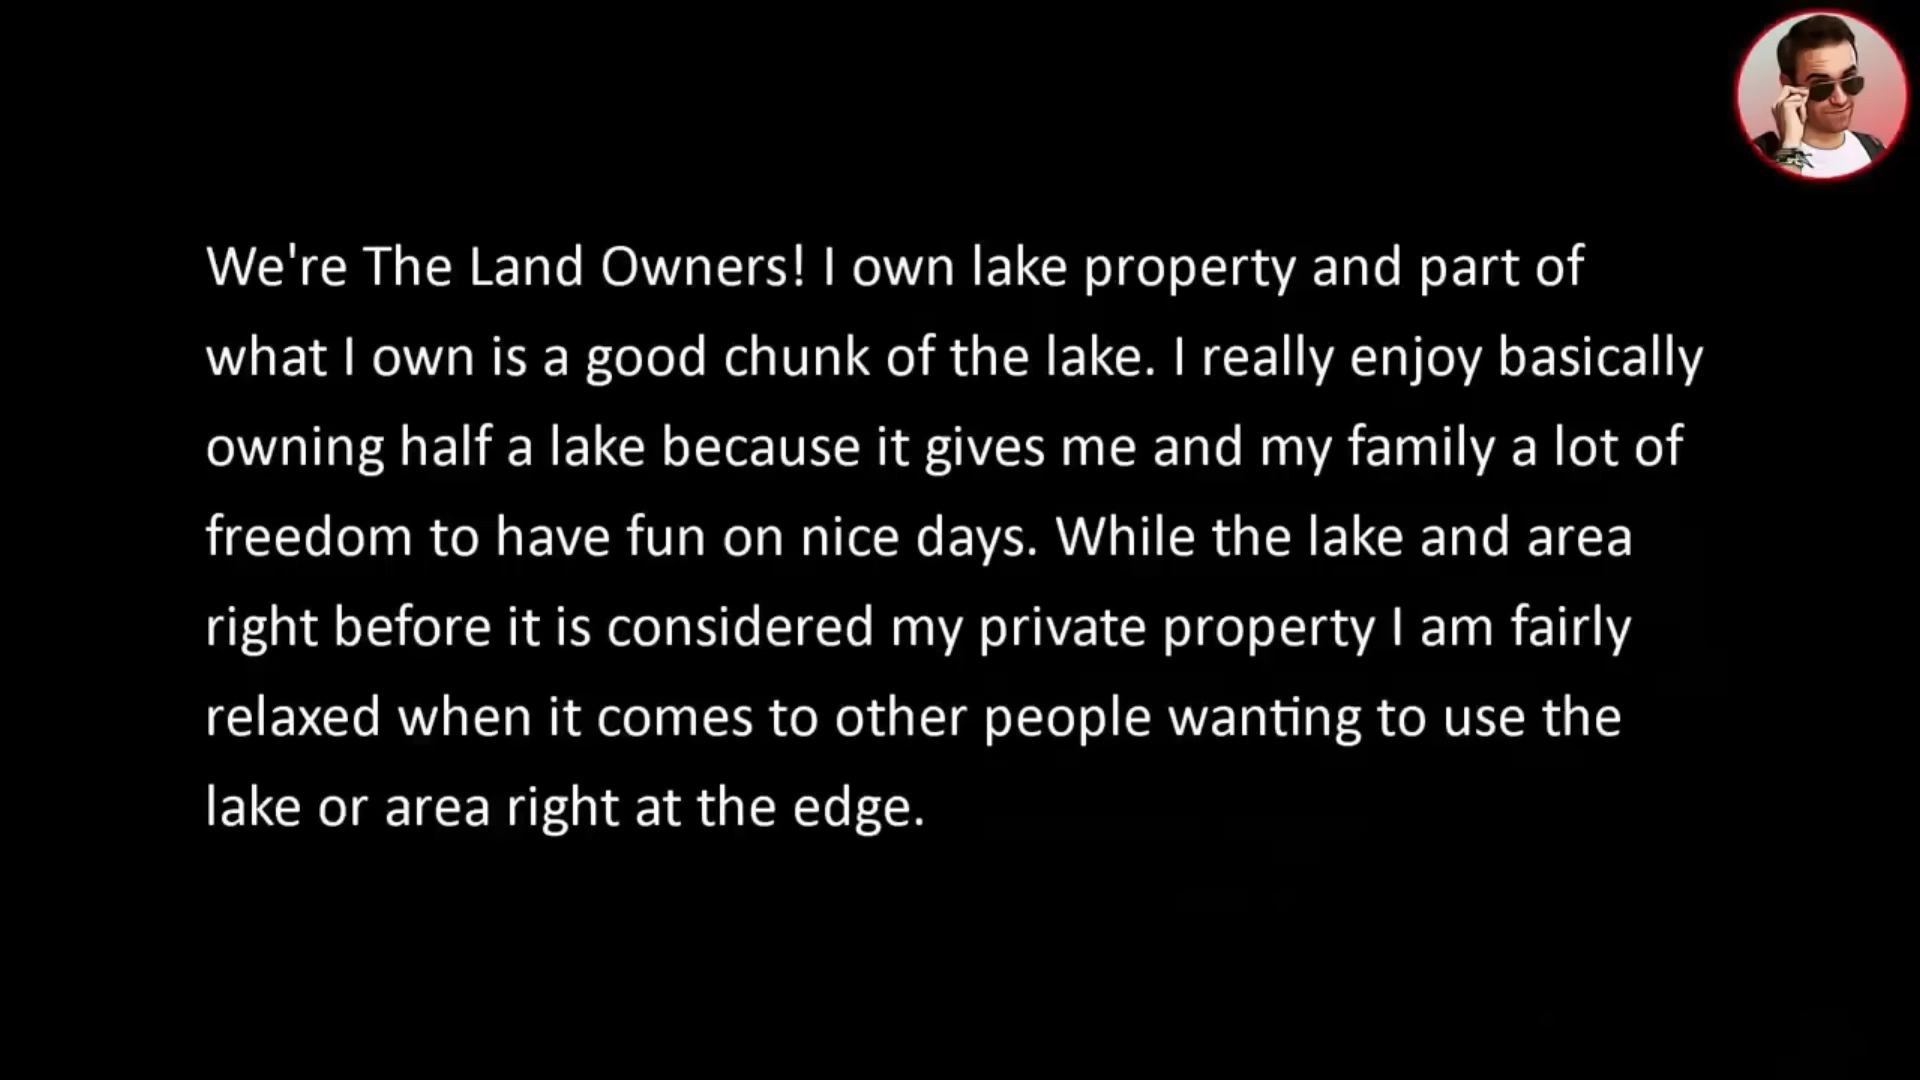 We're The Land Owners! I own lake property and part of
what I own is a good chunk of the lake. I really enjoy basically
owning half a lake because it gives me and my family a lot of
freedom to have fun on nice days. While the lake and area
right before it is considered my private property I am fairly
relaxed when it comes to other people wanting to use the
lake or area right at the edge.